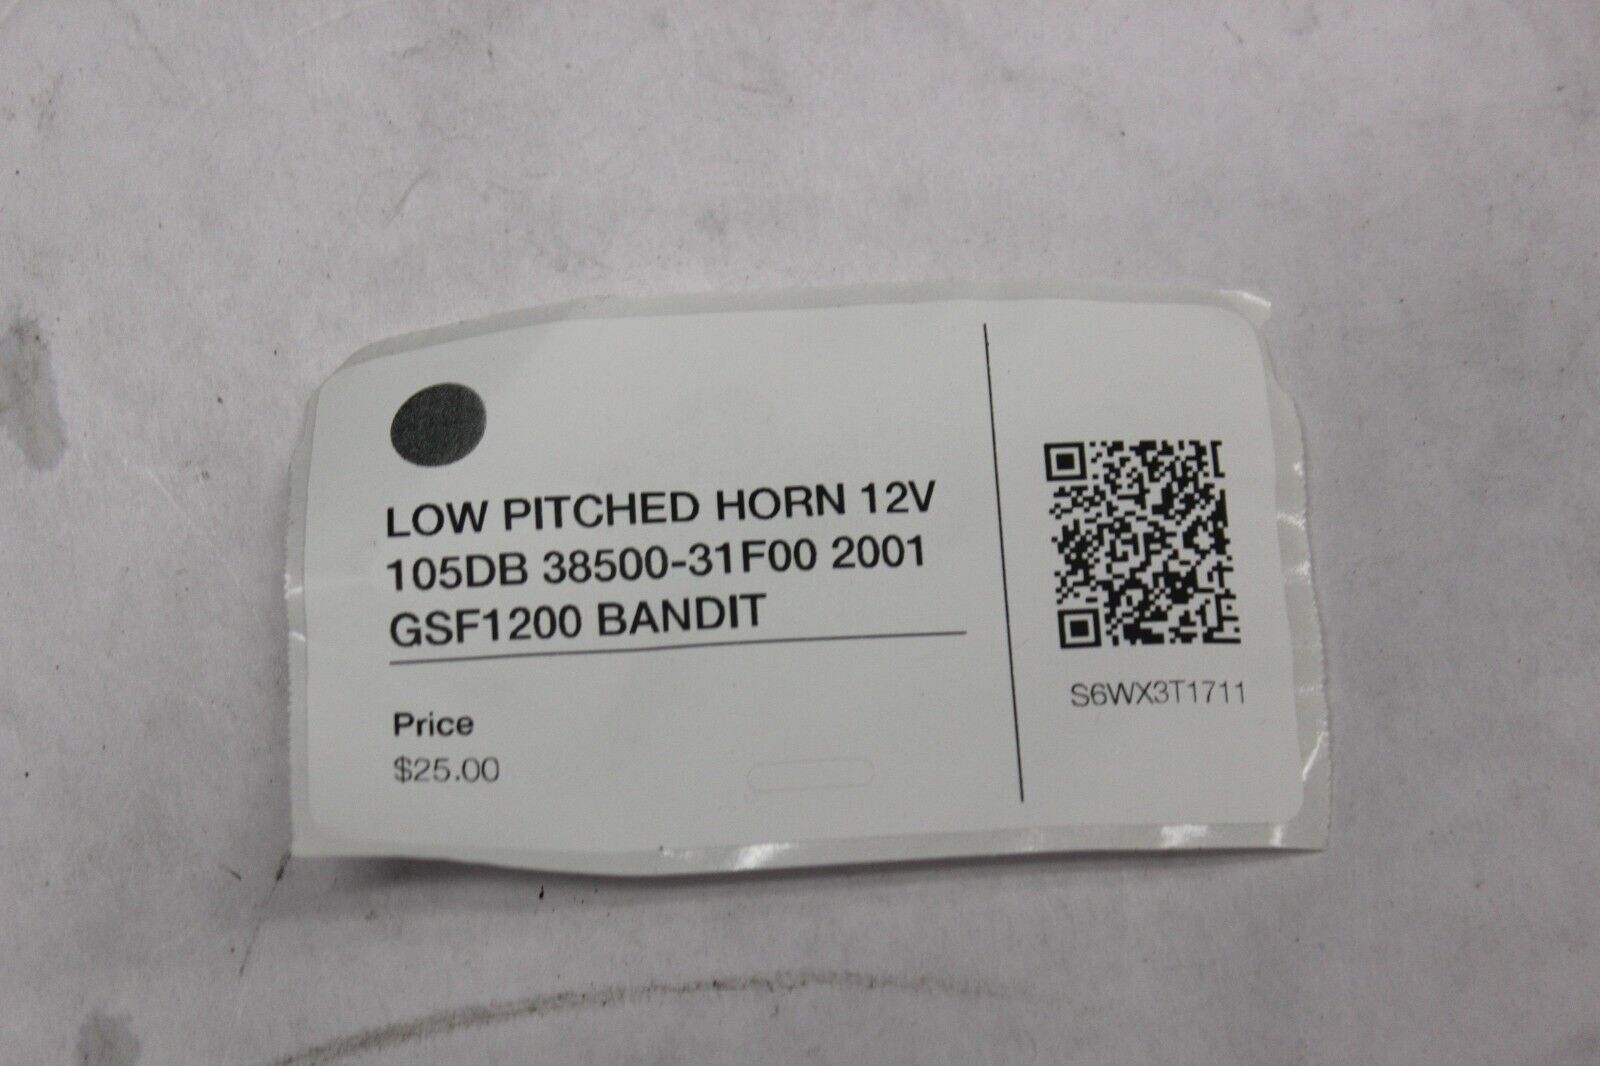 LOW PITCHED HORN 12V
105DB 38500-31F00 2001
GSF1200 BANDIT
Price
$25.00
S6WX3T1711